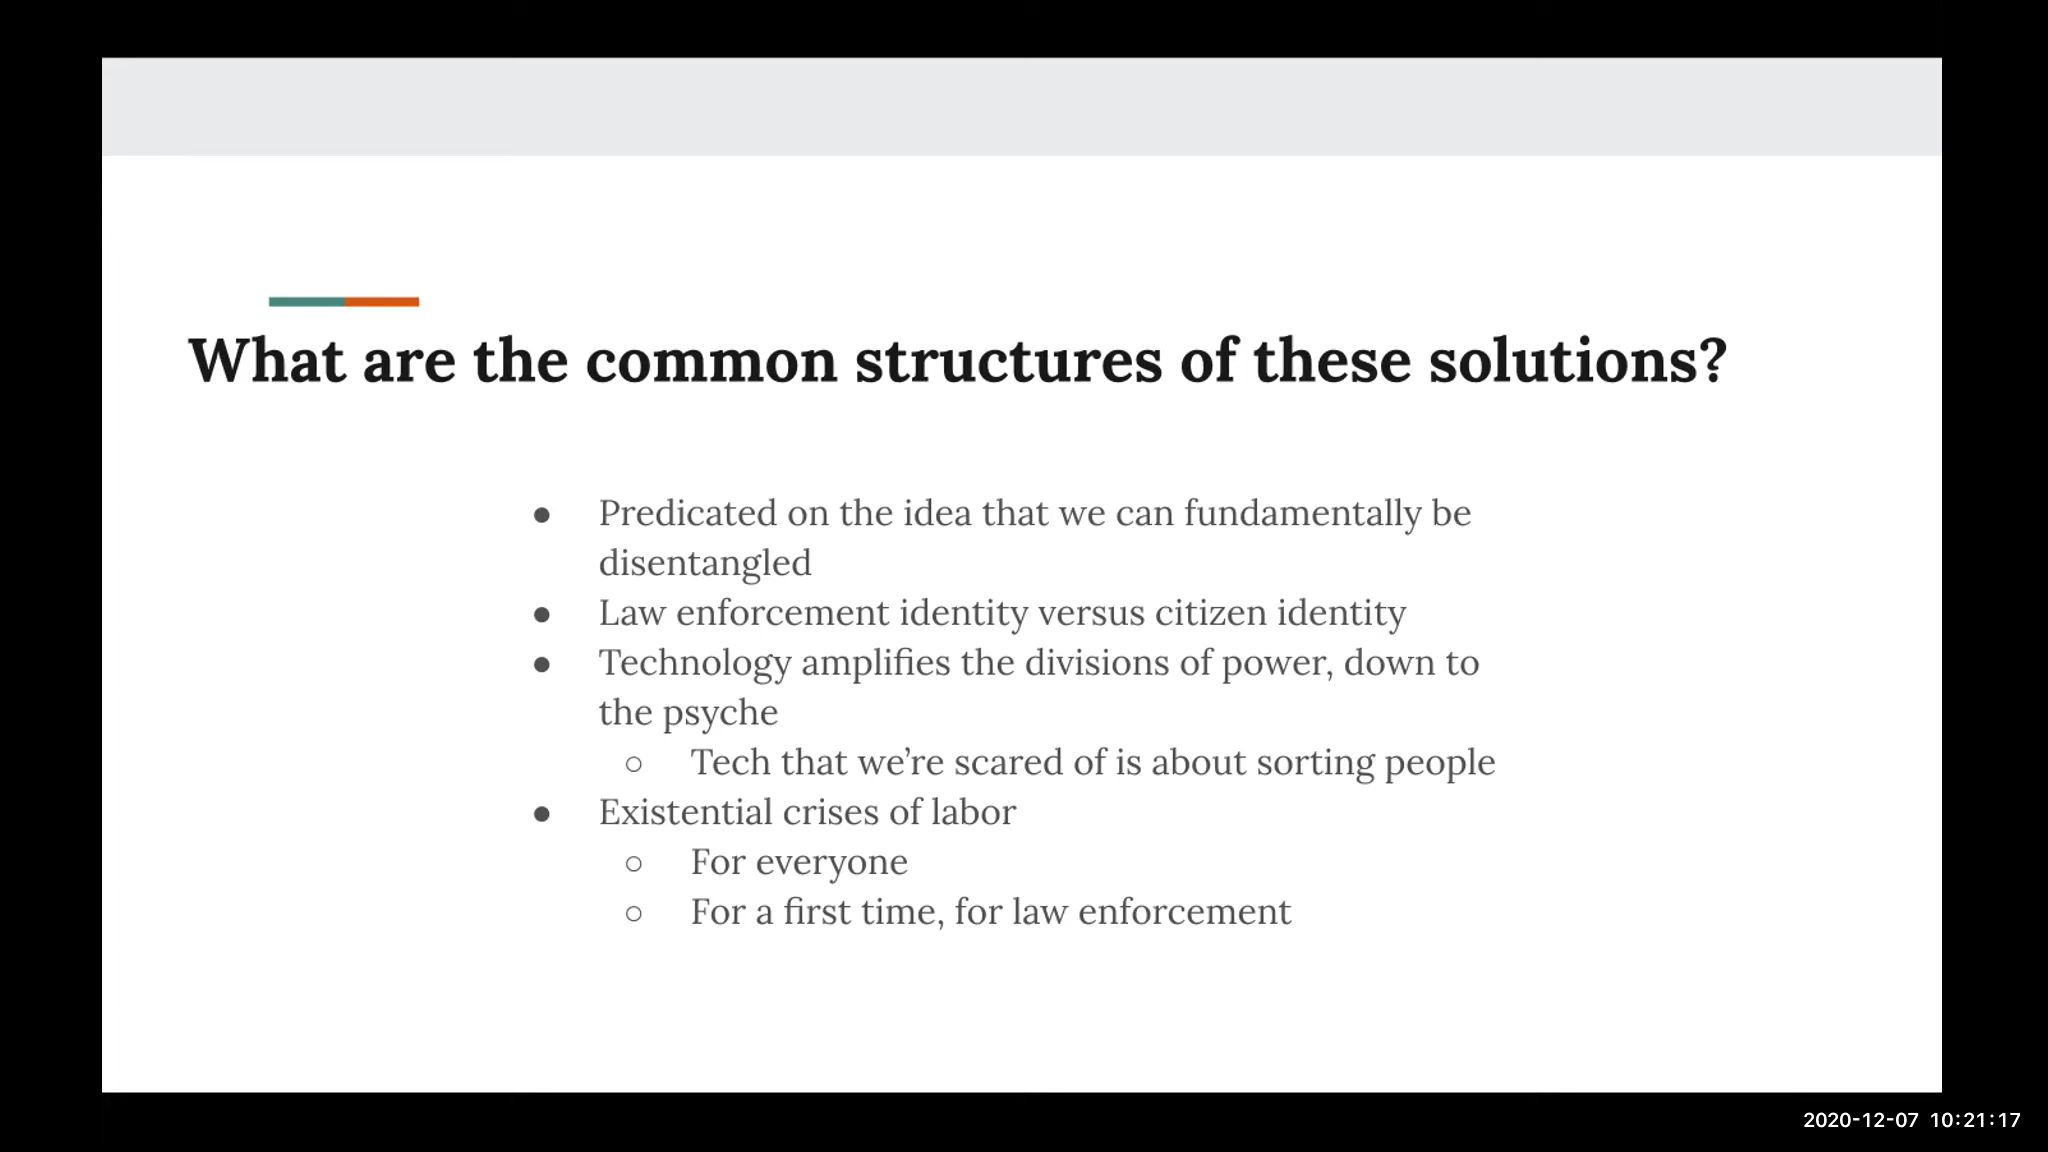 What are the common structures of these solutions?
● Predicated on the idea that we can fundamentally be
disentangled
● Law enforcement identity versus citizen identity
● Technology amplifies the divisions of power, down to
the psyche
○ Tech that we’re scared of is about sorting people
● Existential crises of labor
○ For everyone
○ For a first time, for law enforcement
2020-12-07 10:21:17